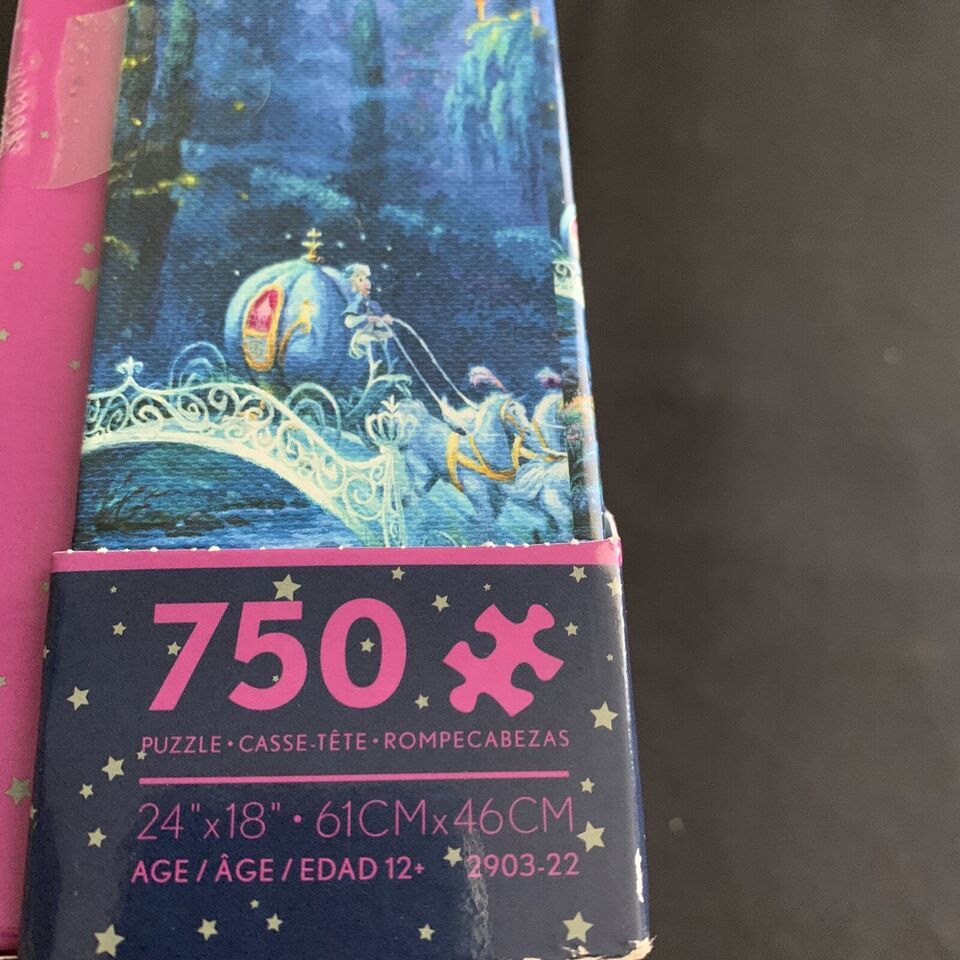 750
PUZZLE • CASSE-TÊTE • ROMPECABEZAS
24"x18" • 61CMx46CM
AGE / ÂGE / EDAD 12+ 2903-22